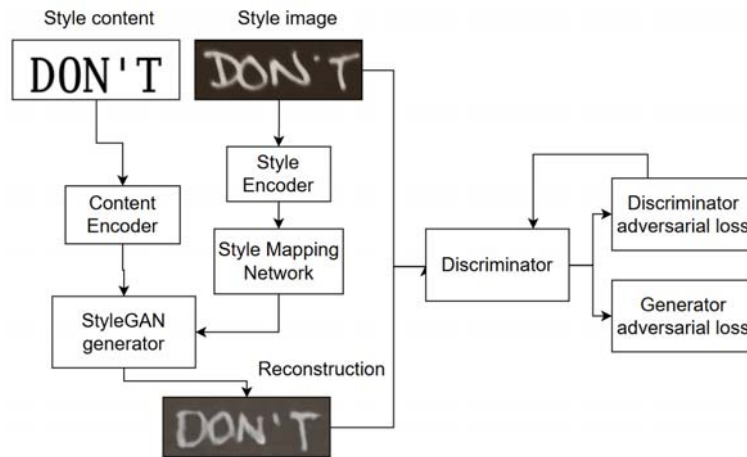 Style content
Style image
DON'T
DON'T
Style
Encoder
Content
Encoder
Style Mapping
Network
Discriminator
Discriminator
adversarial loss
Generator
adversarial loss
StyleGAN
generator
Reconstruction
DON'T